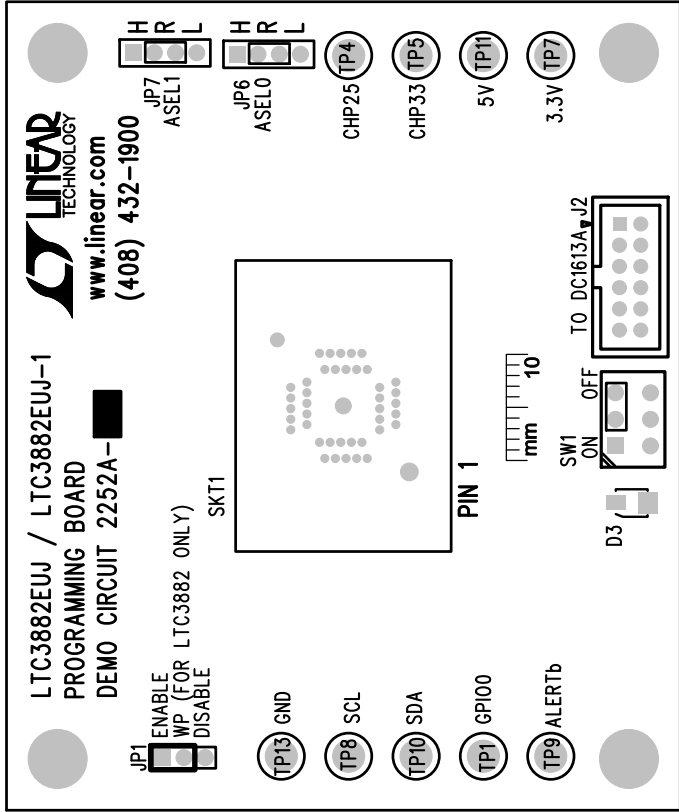 LTC3882EUJ / LTC3882EUJ-1
PROGRAMMING BOARD
DEMO CIRCUIT 2252A-
LINEAR
TECHNOLOGY
www.linear.com
(408) 432-1900
JP1
ENABLE
WP (FOR LTC3882 ONLY)
DISABLE
H
R
L
JP7
ASEL1
H
R
L
JP6
ASEL0
TP4
CHP25
TP5
CHP33
TP11
5V
TP7
3.3V
SKT1
PIN 1
mm
10
TP13 GND
TP8 SCL
TP10 SDA
TP1 GPIO0
TP9 ALERTb
D3
SW1
ON
OFF
TO DC1613A
J2